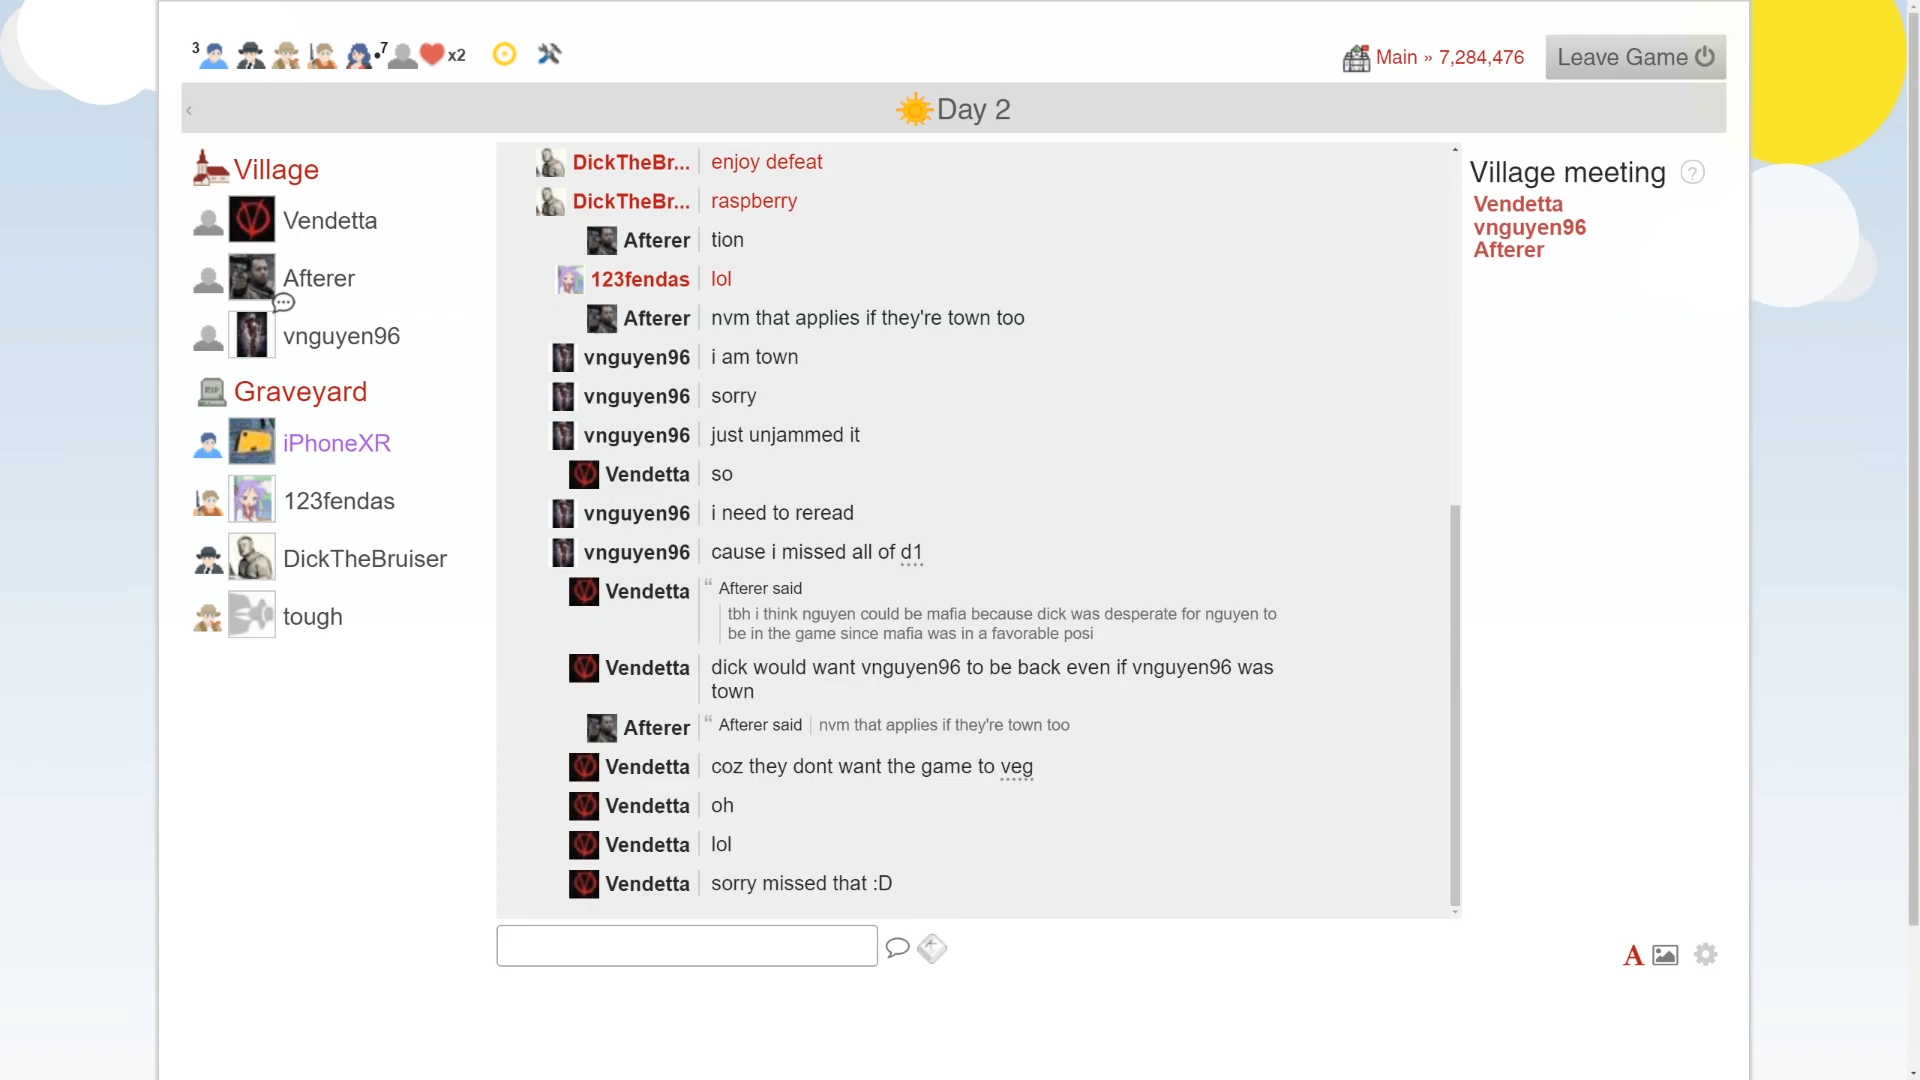 3
7
x2
Main » 7,284,476
Leave Game
Day 2
Village
Vendetta
Afterer
vnguyen96
RIP
Graveyard
iPhoneXR
123fendas
DickTheBruiser
tough
DickTheBr... enjoy defeat
DickTheBr... raspberry
Afterer tion
123fendas lol
Afterer nvm that applies if they're town too
vnguyen96 i am town
vnguyen96 sorry
vnguyen96 just unjammed it
Vendetta so
vnguyen96 i need to reread
vnguyen96 cause i missed all of d1
Vendetta “ Afterer said
tbh i think nguyen could be mafia because dick was desperate for nguyen to
be in the game since mafia was in a favorable posi
Vendetta dick would want vnguyen96 to be back even if vnguyen96 was
town
Afterer “ Afterer said nvm that applies if they're town too
Vendetta coz they dont want the game to veg
Vendetta oh
Vendetta lol
Vendetta sorry missed that :D
Village meeting ?
Vendetta
vnguyen96
Afterer
A